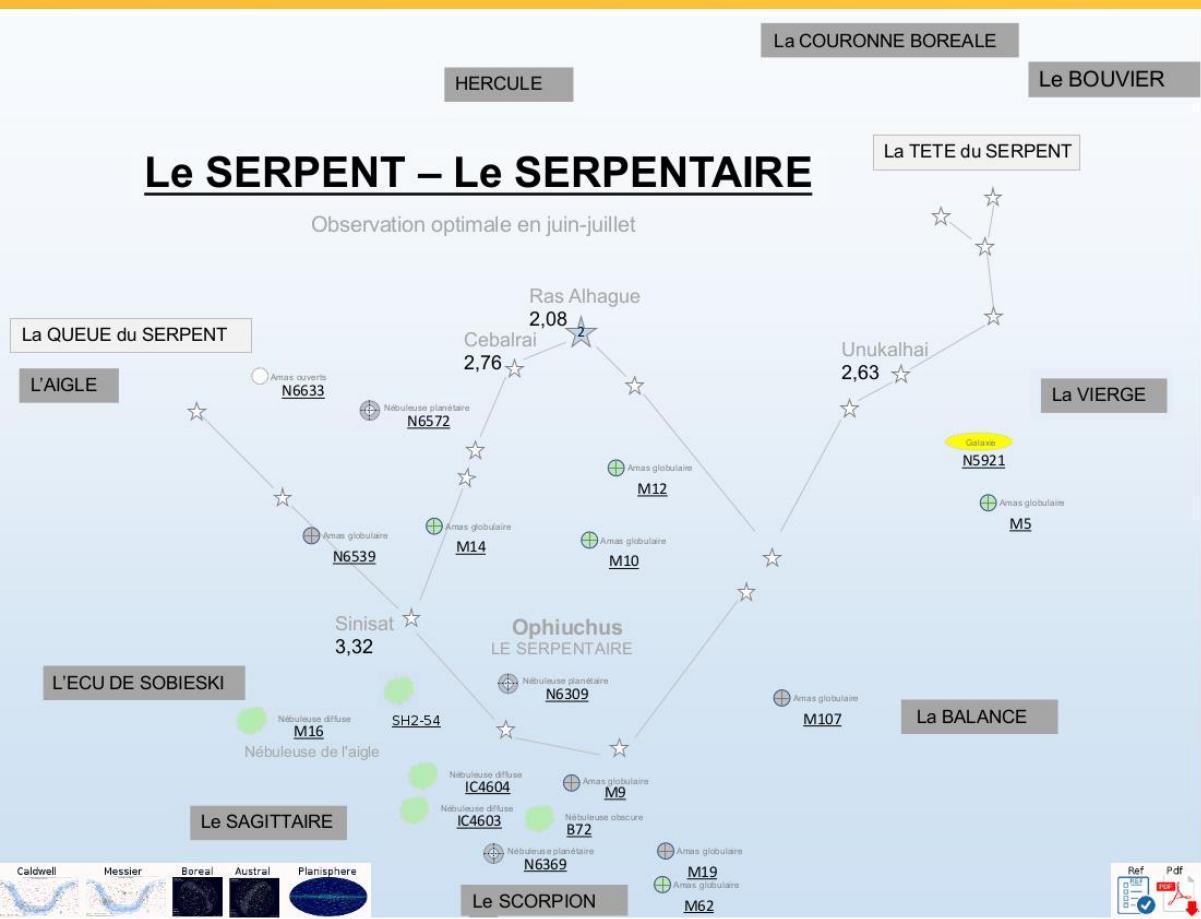 La COURONNE BOREALE
HERCULE
Le BOUVIER
La TETE du SERPENT
Le SERPENT – Le SERPENTAIRE
Observation optimale en juin-juillet
Ras Alhague
2,08
2
La QUEUE du SERPENT
Cebalrai
2,76
Unukalhai
2,63
L'AIGLE
Amas ouverts
N6633
La VIERGE
Nébuleuse planétaire
N6572
Galaxie
N5921
Amas globulaire
M12
Amas globulaire
M5
Amas globulaire
N6539
Amas globulaire
M14
Amas globulaire
M10
Sinisat
3,32
Ophiuchus
LE SERPENTAIRE
L'ECU DE SOBIESKI
Nébuleuse planétaire
N6309
SH2-54
Amas globulaire
M107
La BALANCE
Nébuleuse diffuse
M16
Nébuleuse de l'aigle
Nébuleuse diffuse
IC4604
Amas globulaire
M9
Le SAGITTAIRE
Nébuleuse diffuse
IC4603
Nébuleuse obscure
B72
Nébuleuse planétaire
N6369
Amas globulaire
M19
Amas globulaire
M62
Le SCORPION
Caldwell
Messier
Boreal
Austral
Planisphere
Ref
REF
Pdf
PDF